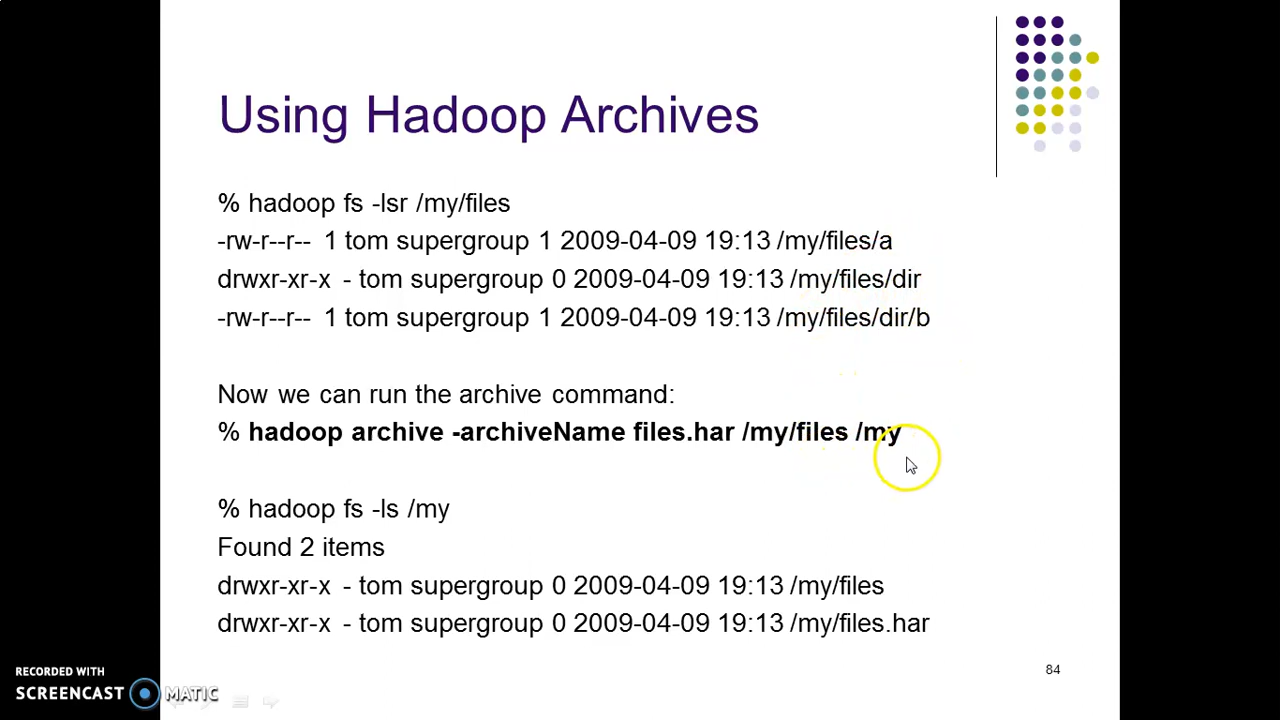 Using Hadoop Archives
% hadoop fs -lsr /my/files
-rw-r--r-- 1 tom supergroup 1 2009-04-09 19:13 /my/files/a
drwxr-xr-x - tom supergroup 0 2009-04-09 19:13 /my/files/dir
-rw-r--r-- 1 tom supergroup 1 2009-04-09 19:13 /my/files/dir/b
Now we can run the archive command:
% hadoop archive -archiveName files.har /my/files /my
% hadoop fs -ls /my
Found 2 items
drwxr-xr-x - tom supergroup 0 2009-04-09 19:13 /my/files
drwxr-xr-x - tom supergroup 0 2009-04-09 19:13 /my/files.har
84
RECORDED WITH
SCREENCAST MATIC